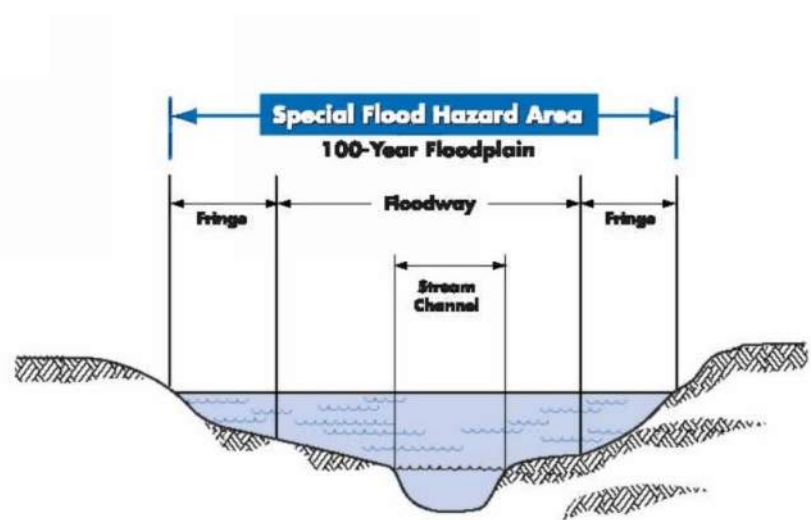 Special Flood Hazard Area
100-Year Floodplain
Fringe
Floodway
Fringe
Stream
Channel